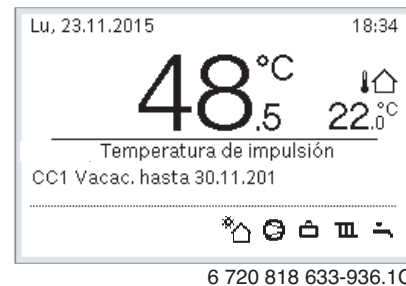 Lu, 23.11.2015 18:34
48.5 °C
22.0°C
Temperatura de impulsión
CC1 Vacac. hasta 30.11.201
6 720 818 633-936.1O